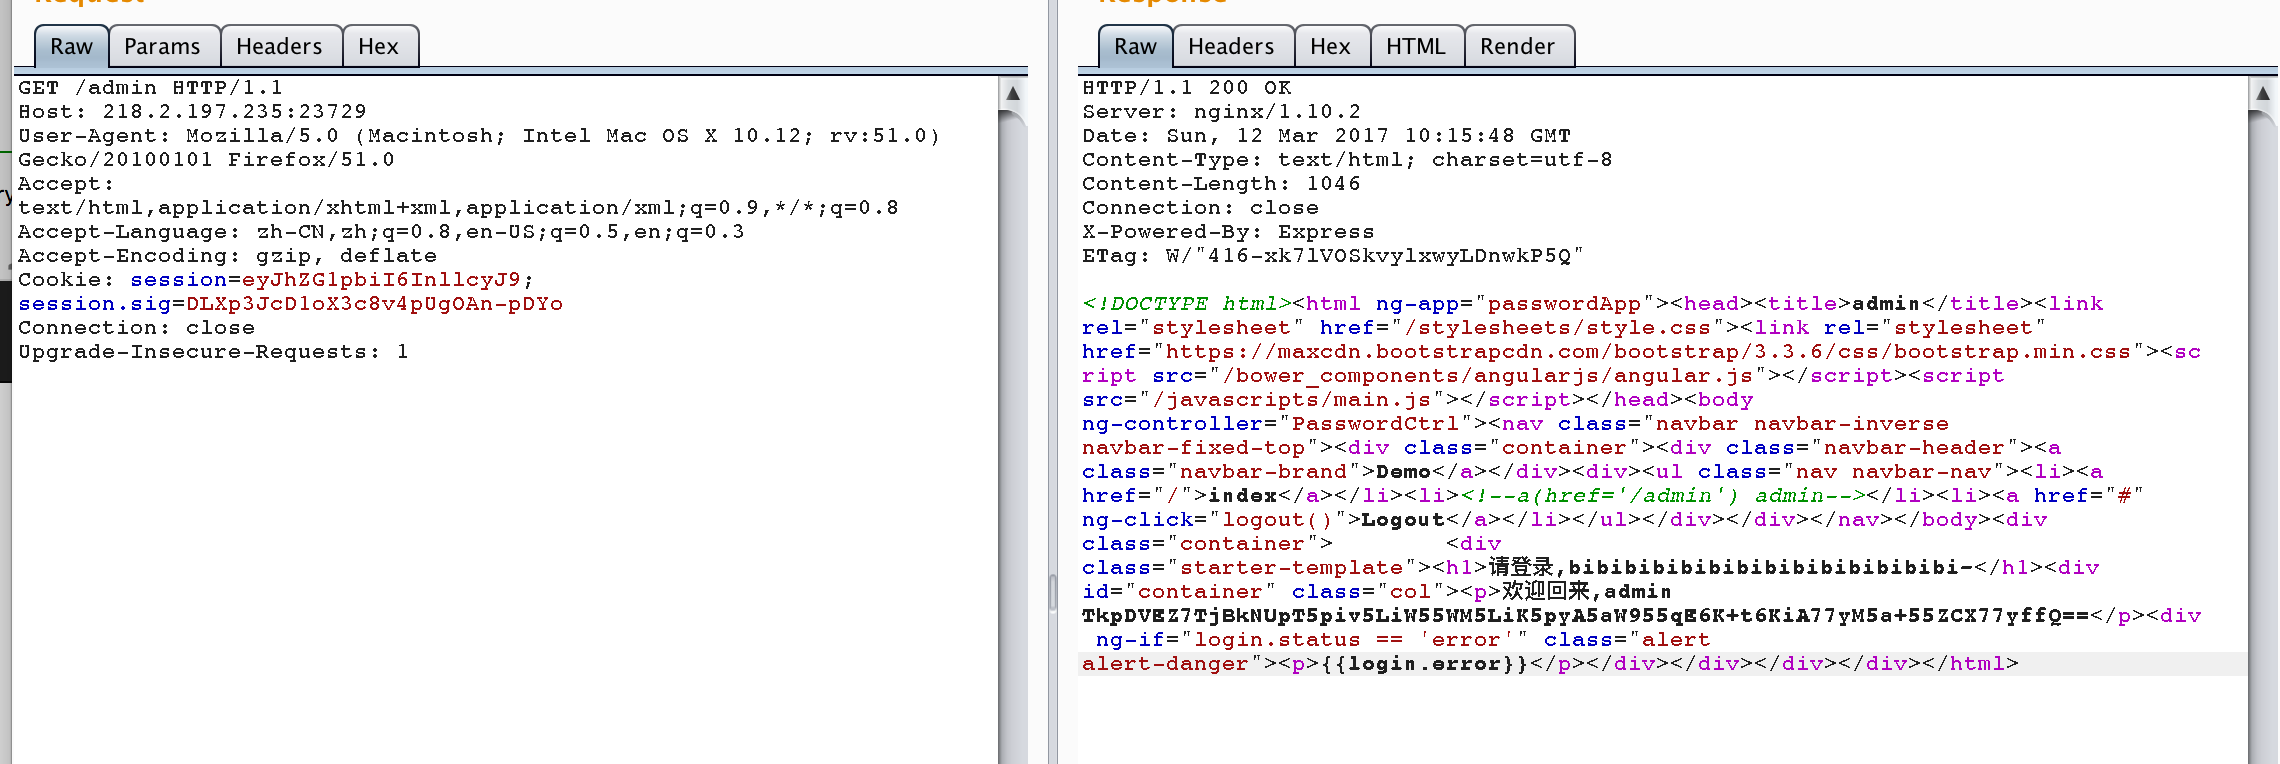 Request
Raw Params Headers Hex
GET /admin HTTP/1.1
Host: 218.2.197.235:23729
User-Agent: Mozilla/5.0 (Macintosh; Intel Mac OS X 10.12; rv:51.0)
Gecko/20100101 Firefox/51.0
Accept:
text/html,application/xhtml+xml,application/xml;q=0.9,*/*;q=0.8
Accept-Language: zh-CN,zh;q=0.8,en-US;q=0.5,en;q=0.3
Accept-Encoding: gzip, deflate
Cookie: session=eyJhZG1pbiI6InllcyJ9;
session.sig=DLXp3JcD1oX3c8v4pUgOAn-pDYo
Connection: close
Upgrade-Insecure-Requests: 1
Response
Raw Headers Hex HTML Render
HTTP/1.1 200 OK
Server: nginx/1.10.2
Date: Sun, 12 Mar 2017 10:15:48 GMT
Content-Type: text/html; charset=utf-8
Content-Length: 1046
Connection: close
X-Powered-By: Express
ETag: W/"416-xk7lVOSkvylxwyLDnwkP5Q"
<!DOCTYPE html><html ng-app="passwordApp"><head><title>admin</title><link
rel="stylesheet" href="/stylesheets/style.css"><link rel="stylesheet"
href="https://maxcdn.bootstrapcdn.com/bootstrap/3.3.6/css/bootstrap.min.css"><sc
ript src="/bower_components/angularjs/angular.js"></script><script
src="/javascripts/main.js"></script></head><body
ng-controller="PasswordCtrl"><nav class="navbar navbar-inverse
navbar-fixed-top"><div class="container"><div class="navbar-header"><a
class="navbar-brand">Demo</a></div><div><ul class="nav navbar-nav"><li><a
href="/">index</a></li><li><!--a(href='/admin') admin--></li><li><a href="#"
ng-click="logout()">Logout</a></li></ul></div></div></nav></body><div
class="container"> <div
class="starter-template"><h1>请登录,bibibibibibibibibibibibibibi-</h1><div
id="container" class="col"><p>欢迎回来,admin
TkpDVEZ7TjBkNUpT5piv5LiW55WM5LiK5pyA5aW955qE6K+t6KiA77yM5a+55ZCX77yffQ==</p><div
ng-if="login.status == 'error'" class="alert
alert-danger"><p>{{login.error}}</p></div></div></div></div></html>